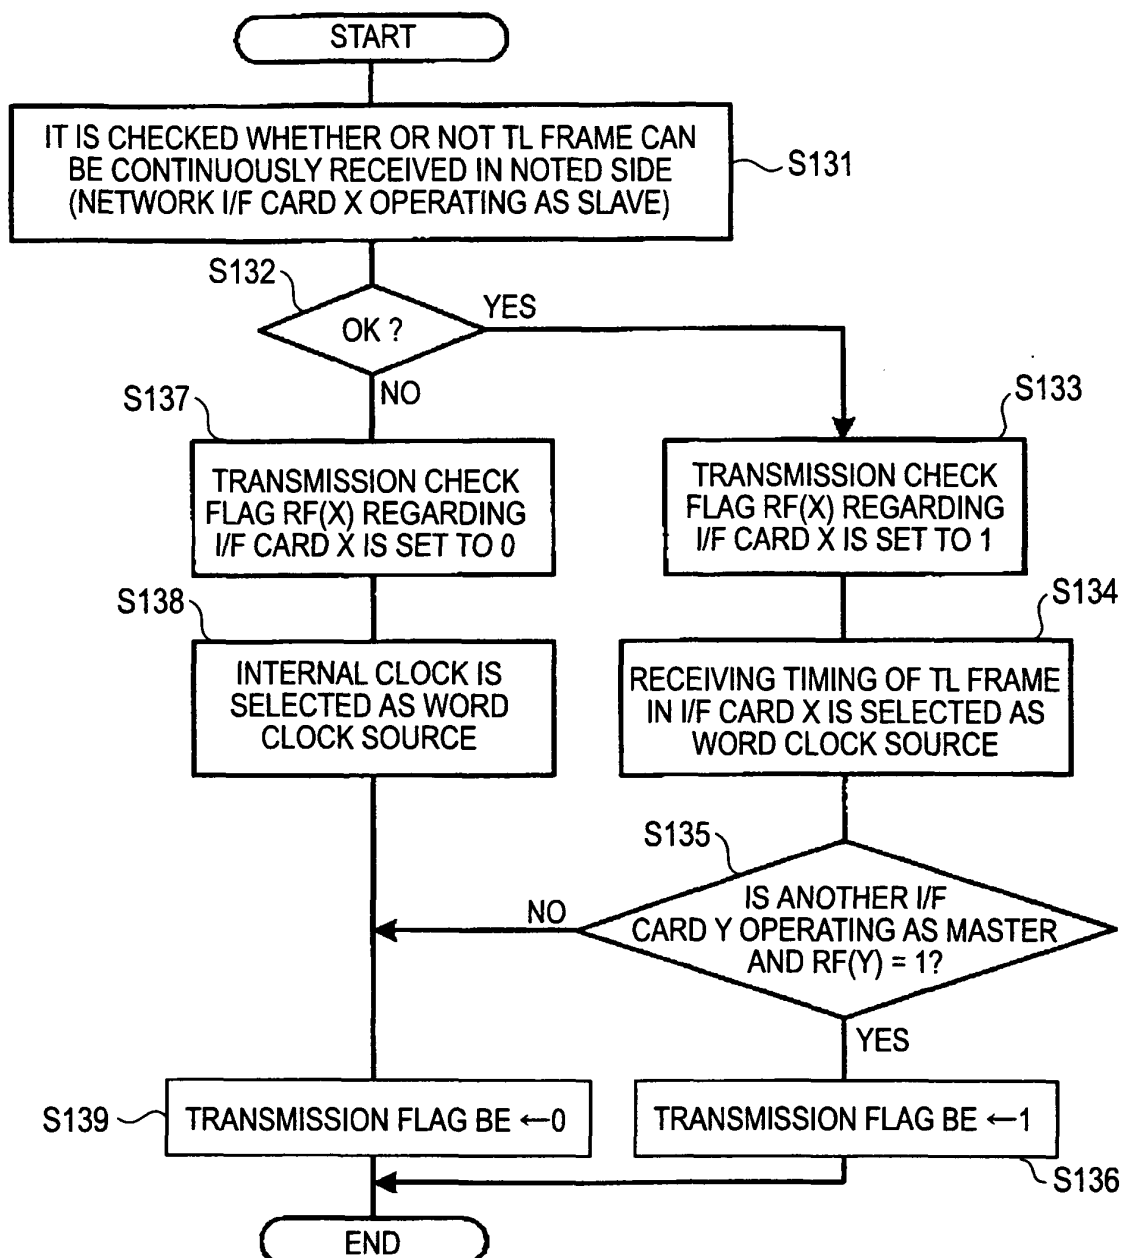 START
IT IS CHECKED WHETHER OR NOT TL FRAME CAN
BE CONTINUOUSLY RECEIVED IN NOTED SIDE
(NETWORK I/F CARD X OPERATING AS SLAVE)
S131
S132
OK ?
YES
NO
S137
TRANSMISSION CHECK
FLAG RF(X) REGARDING
I/F CARD X IS SET TO 0
S133
TRANSMISSION CHECK
FLAG RF(X) REGARDING
I/F CARD X IS SET TO 1
S138
INTERNAL CLOCK IS
SELECTED AS WORD
CLOCK SOURCE
S134
RECEIVING TIMING OF TL FRAME
IN I/F CARD X IS SELECTED AS
WORD CLOCK SOURCE
S135
IS ANOTHER I/F
CARD Y OPERATING AS MASTER
AND RF(Y) = 1?
NO
YES
S139
TRANSMISSION FLAG BE ←0
TRANSMISSION FLAG BE ←1
S136
END